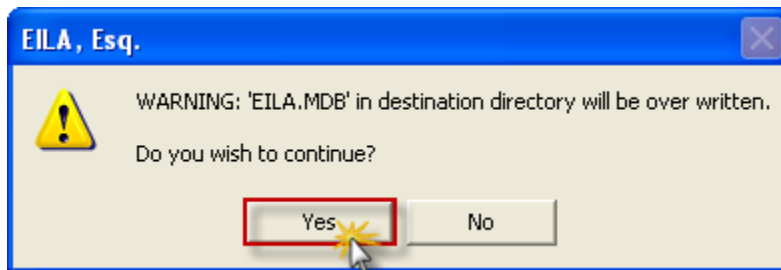 EILA, Esq.
WARNING: 'EILA.MDB' in destination directory will be over written.
Do you wish to continue?
Yes
No